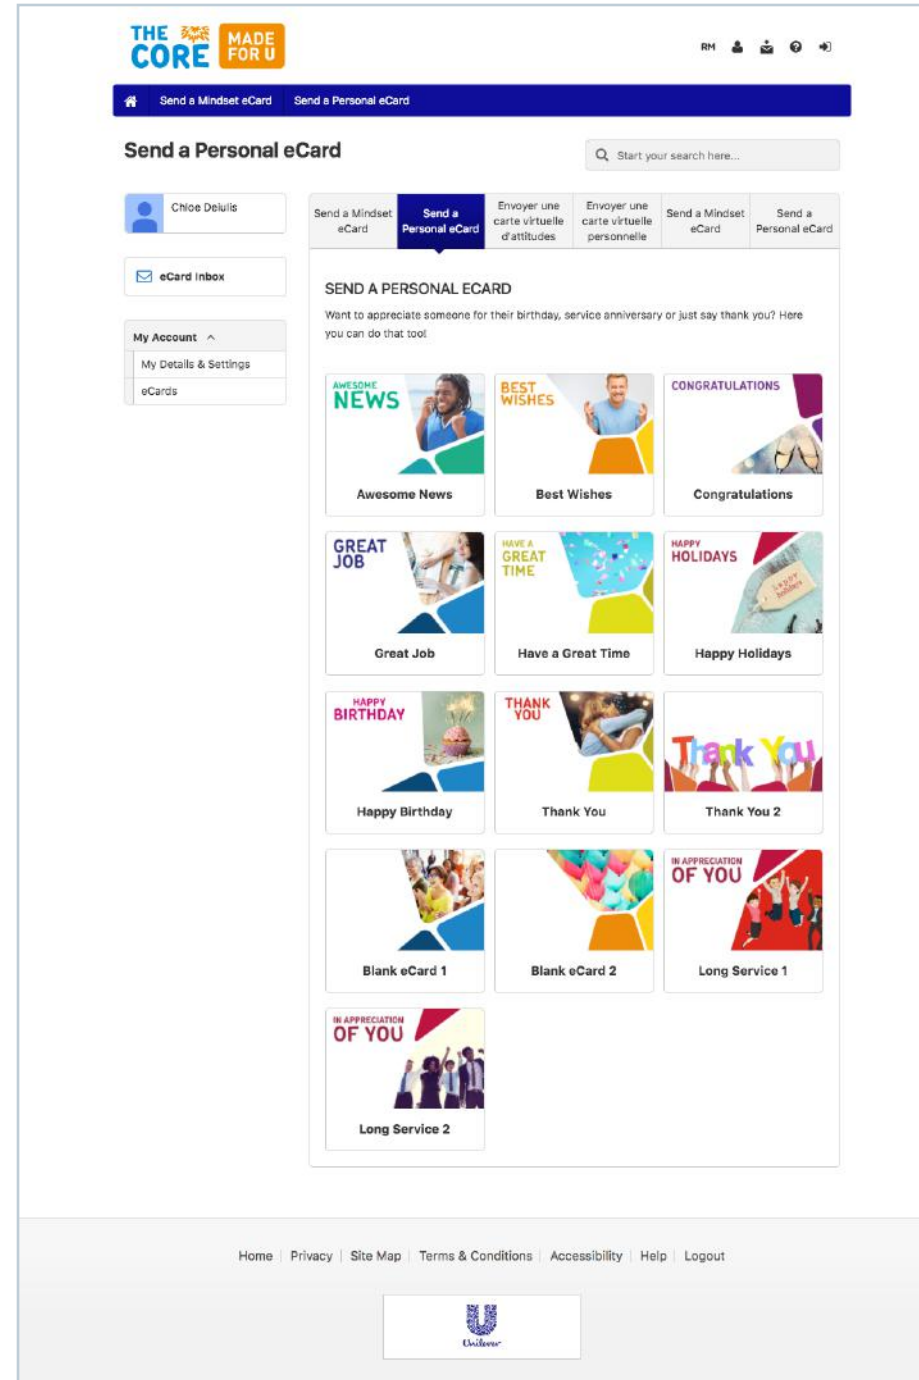 THE
CORE
MADE
FOR U
RM
Send a Mindset eCard
Send a Personal eCard
Send a Personal eCard
Start your search here...
Chloe Deiulis
eCard Inbox
My Account
My Details & Settings
eCards
Send a Mindset
eCard
Send a
Personal eCard
Envoyer une
carte virtuelle
d'attitudes
Envoyer une
carte virtuelle
personnelle
Send a Mindset
eCard
Send a
Personal eCard
SEND A PERSONAL ECARD
Want to appreciate someone for their birthday, service anniversary or just say thank you? Here
you can do that too!
AWESOME
NEWS
Awesome News
BEST
WISHES
Best Wishes
CONGRATULATIONS
Congratulations
GREAT
JOB
Great Job
HAVE A
GREAT
TIME
Have a Great Time
HAPPY
HOLIDAYS
happy
holidays
Happy Holidays
HAPPY
BIRTHDAY
Happy Birthday
THANK
YOU
Thank You
Thank You
Thank You 2
Blank eCard 1
Blank eCard 2
IN APPRECIATION
OF YOU
Long Service 1
IN APPRECIATION
OF YOU
Long Service 2
Home | Privacy | Site Map | Terms & Conditions | Accessibility | Help | Logout
Unilever